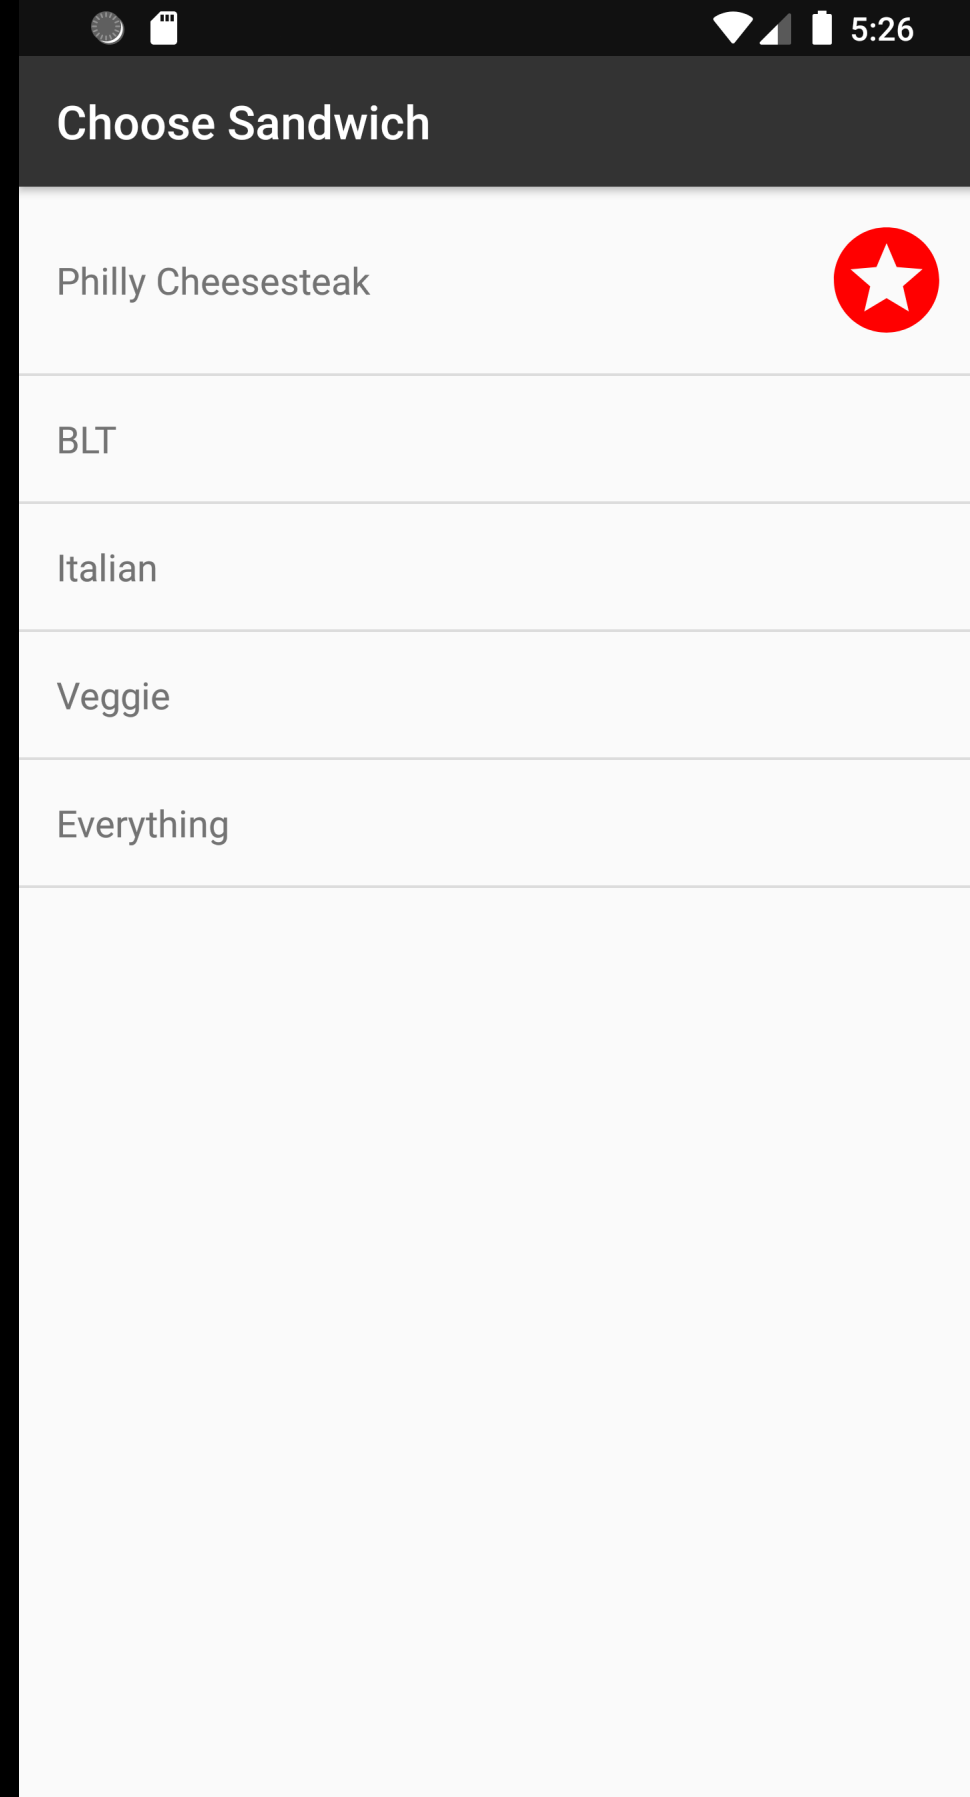 5:26
Choose Sandwich
Philly Cheesesteak
BLT
Italian
Veggie
Everything